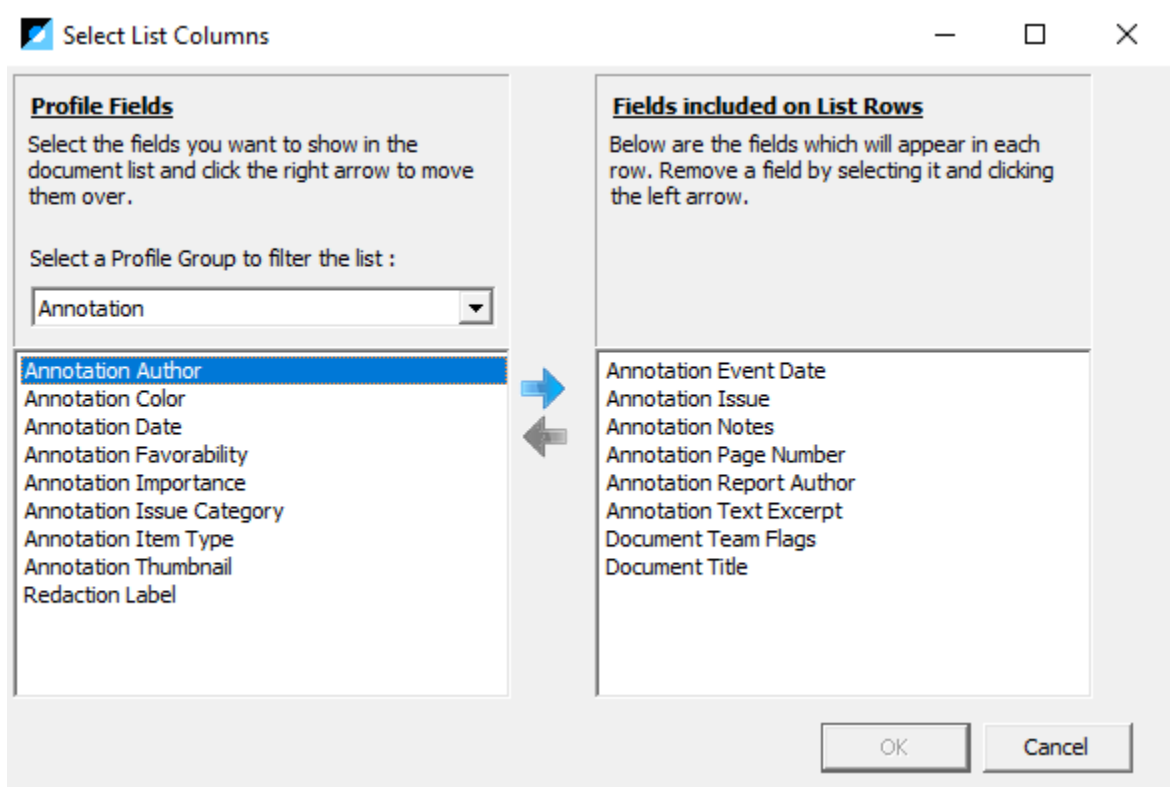 Select List Columns
Profile Fields
Select the fields you want to show in the
document list and click the right arrow to move
them over.
Select a Profile Group to filter the list :
Annotation
Annotation Author
Annotation Color
Annotation Date
Annotation Favorability
Annotation Importance
Annotation Issue Category
Annotation Item Type
Annotation Thumbnail
Redaction Label
Fields included on List Rows
Below are the fields which will appear in each
row. Remove a field by selecting it and clicking
the left arrow.
Annotation Event Date
Annotation Issue
Annotation Notes
Annotation Page Number
Annotation Report Author
Annotation Text Excerpt
Document Team Flags
Document Title
OK
Cancel